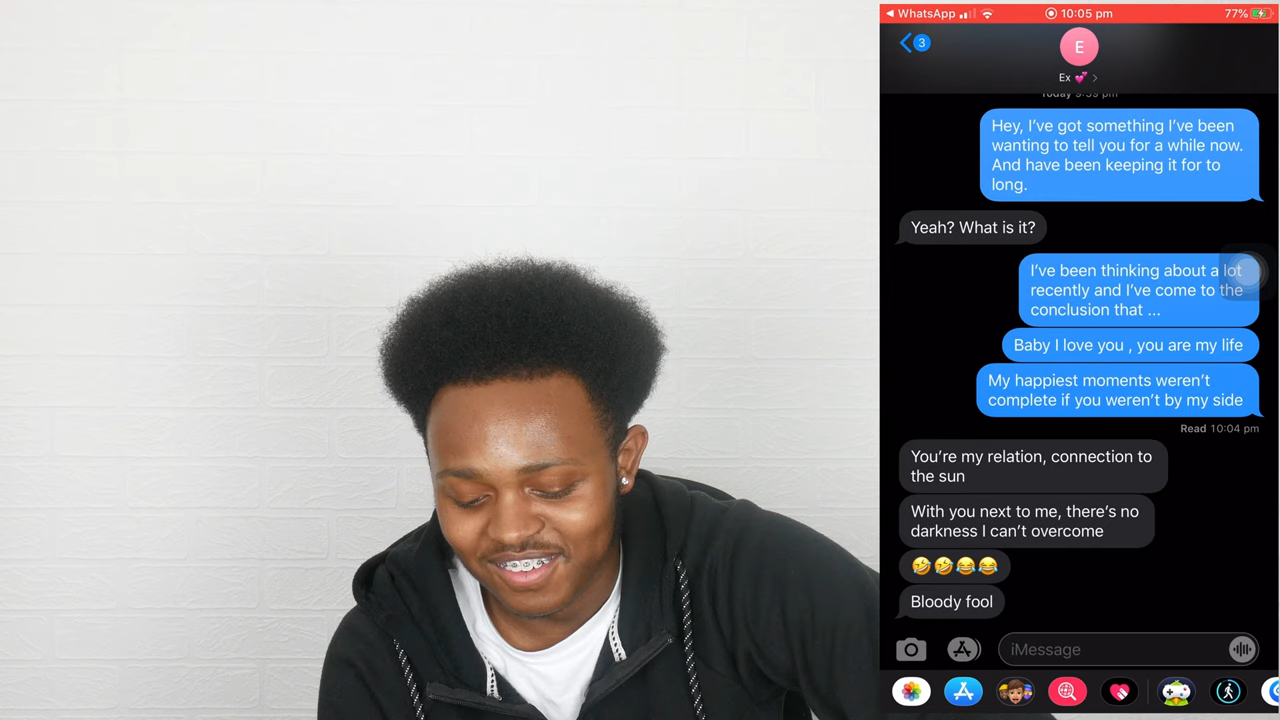 WhatsApp
10:05 pm
77%
3
E
Ex 💕 >
Today 9:59 pm
Hey, I've got something I've been
wanting to tell you for a while now.
And have been keeping it for to
long.
Yeah? What is it?
I've been thinking about a lot
recently and I've come to the
conclusion that ...
Baby I love you , you are my life
My happiest moments weren't
complete if you weren't by my side
Read 10:04 pm
You're my relation, connection to
the sun
With you next to me, there's no
darkness I can't overcome
🤣🤣😂😂
Bloody fool
iMessage